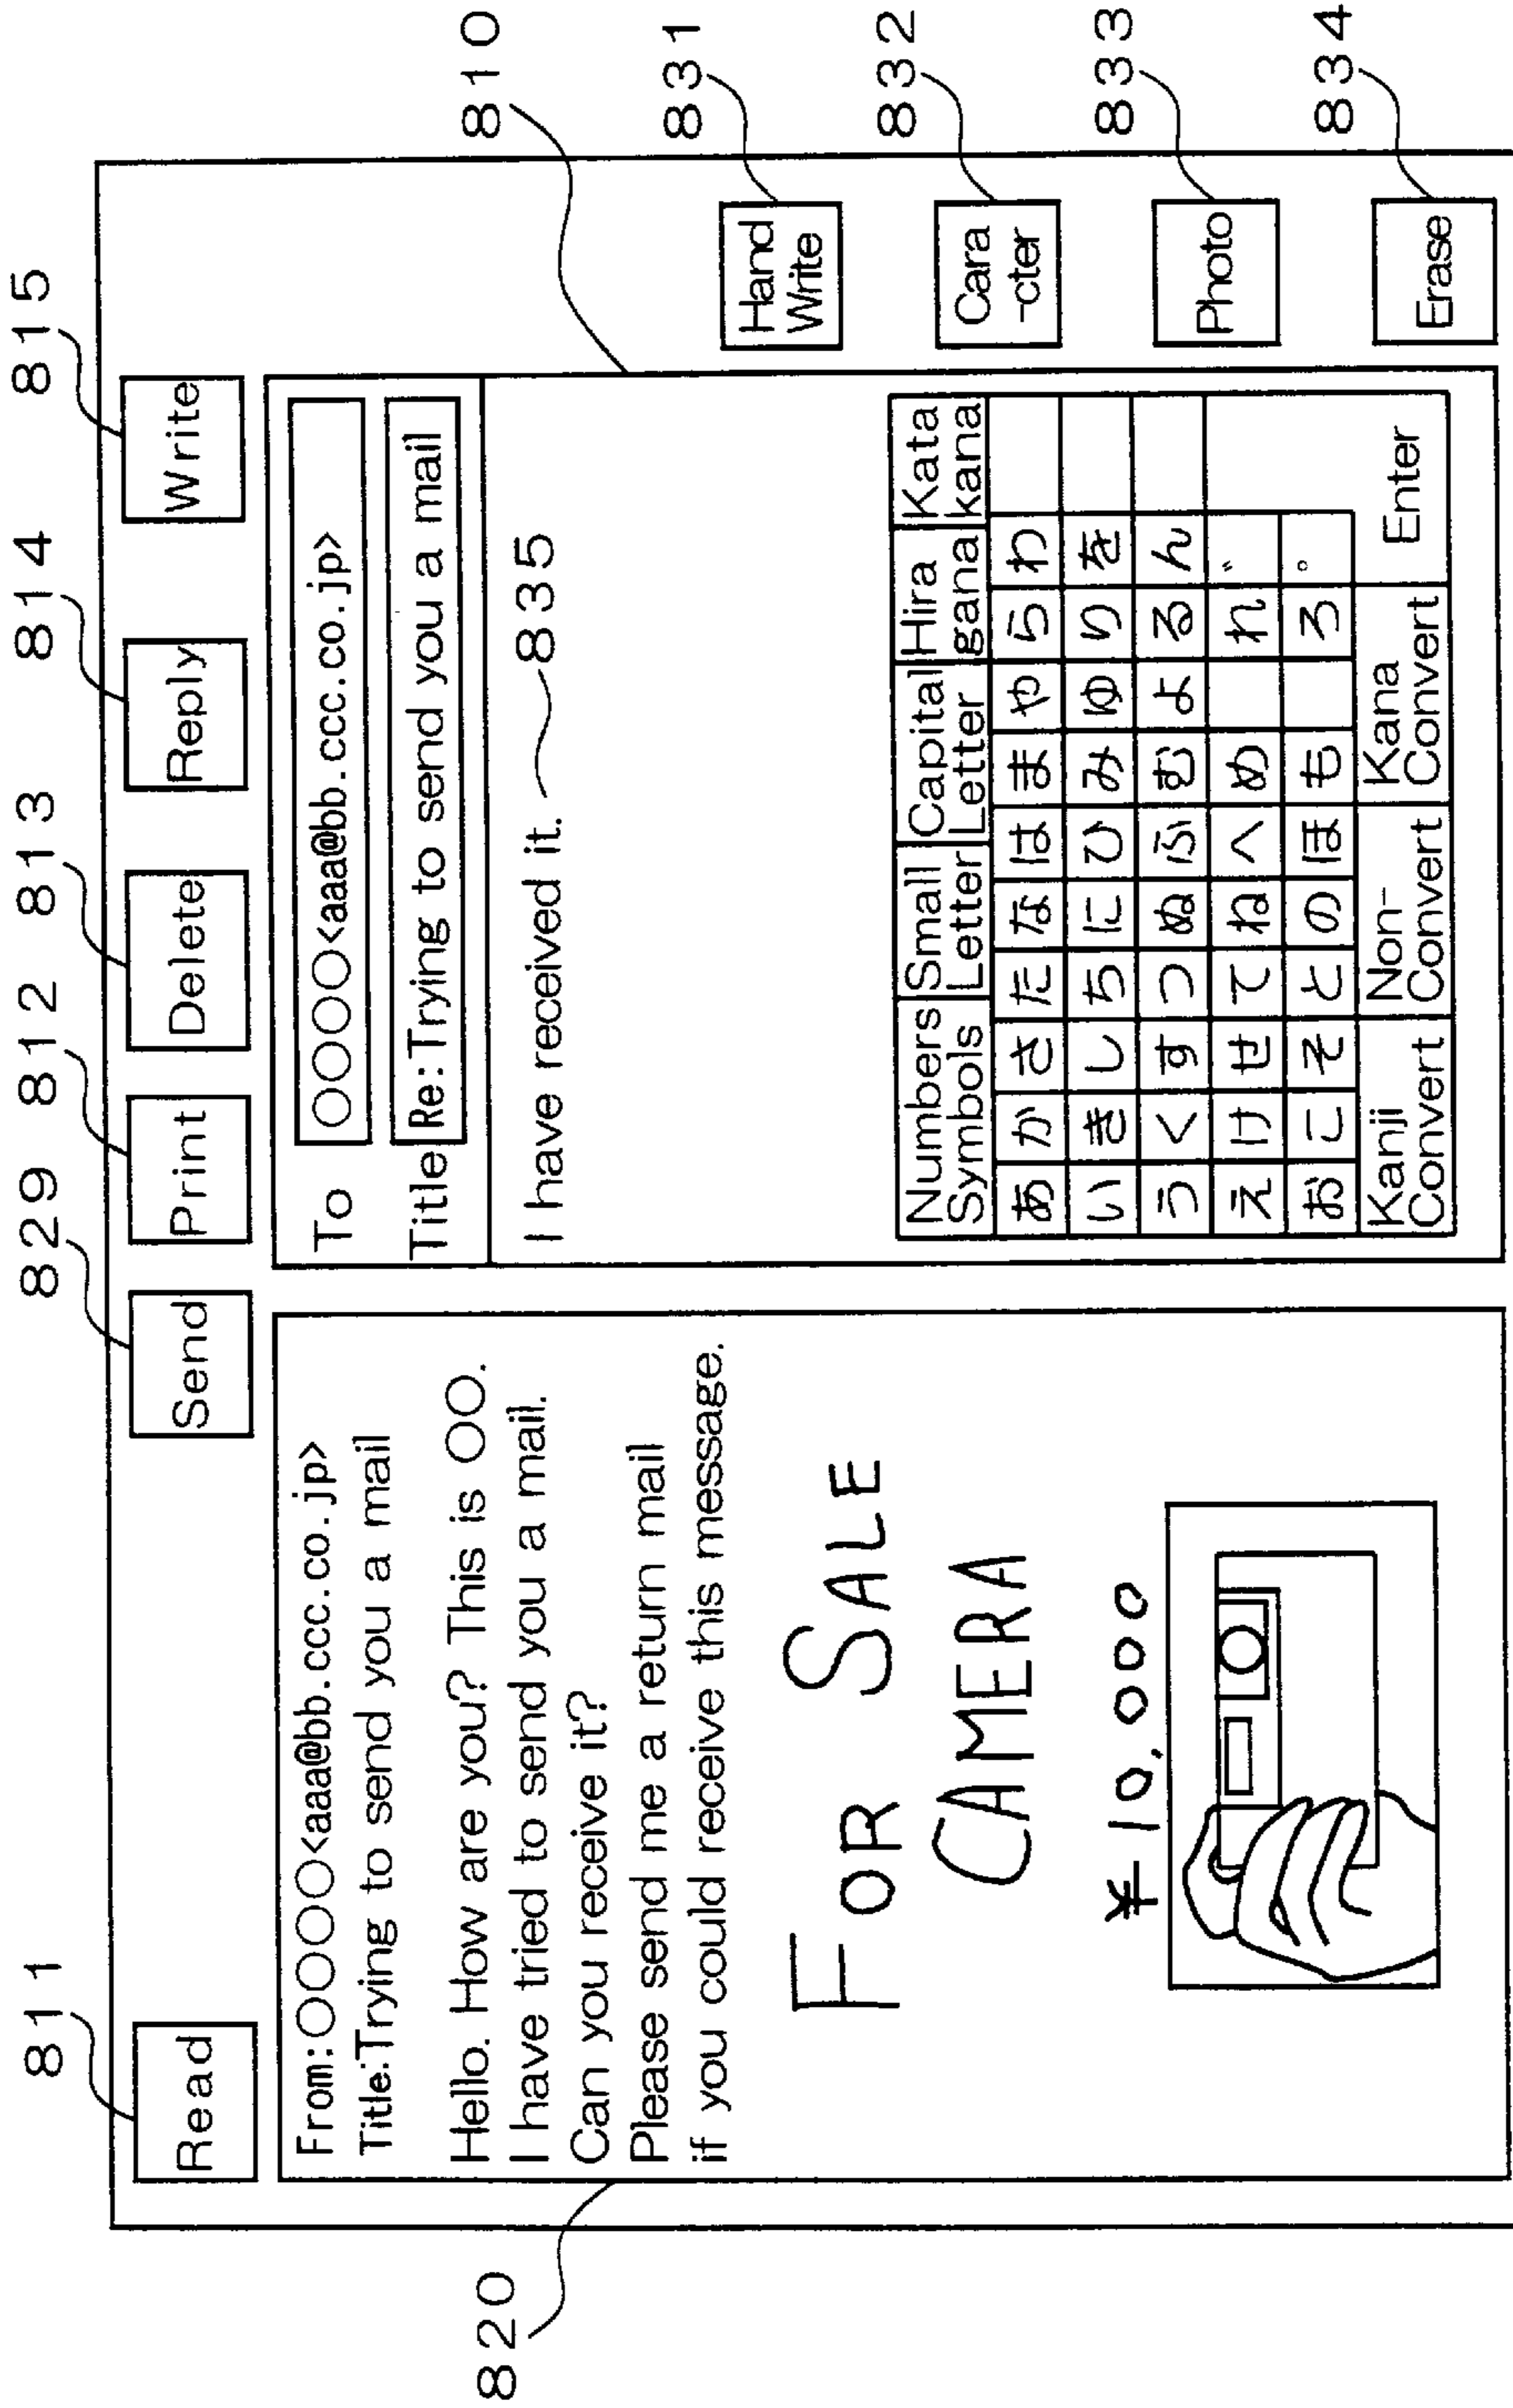 811
829
812
813
814
815
Read
Send
Print
Delete
Reply
Write
820
From:○○○○<aaa@bb.ccc.co.jp>
Title:Trying to send you a mail
Hello. How are you? This is ○○.
I have tried to send you a mail.
Can you receive it?
Please send me a return mail
if you could receive this message.
FOR SALE
CAMERA
¥10,000
810
To ○○○○<aaa@bb.ccc.co.jp>
Title Re:Trying to send you a mail
I have received it. 835
Numbers Symbols Small Letter Capital Letter Hira gana Kata kana
あ か さ た な は ま や ら わ
い き し ち に ひ み ゆ り を
う く す つ ぬ ふ む よ る ん
え け せ て ね へ め れ 、
お こ そ と の ほ も ろ 。
Kanji Convert Non-Convert Kana Convert Enter
Hand
Write
831
Cara
-cter
832
Photo
833
Erase
834